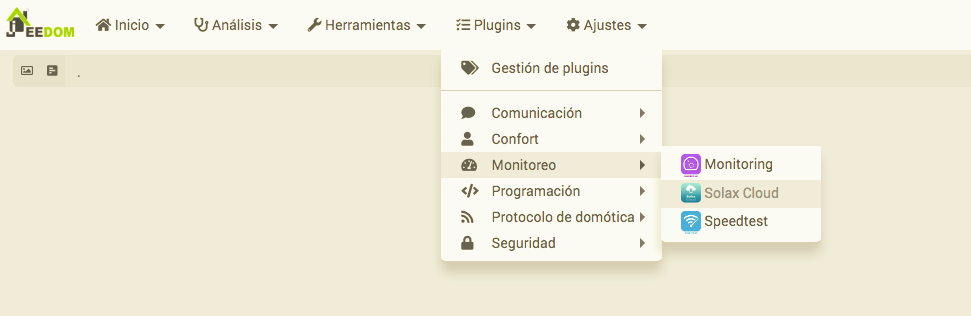 JEEDOM Inicio Análisis Herramientas Plugins Ajustes
.
Gestión de plugins
Comunicación
Confort
Monitoreo
Programación
Protocolo de domótica
Seguridad
Monitoring
Solax Cloud
Speedtest